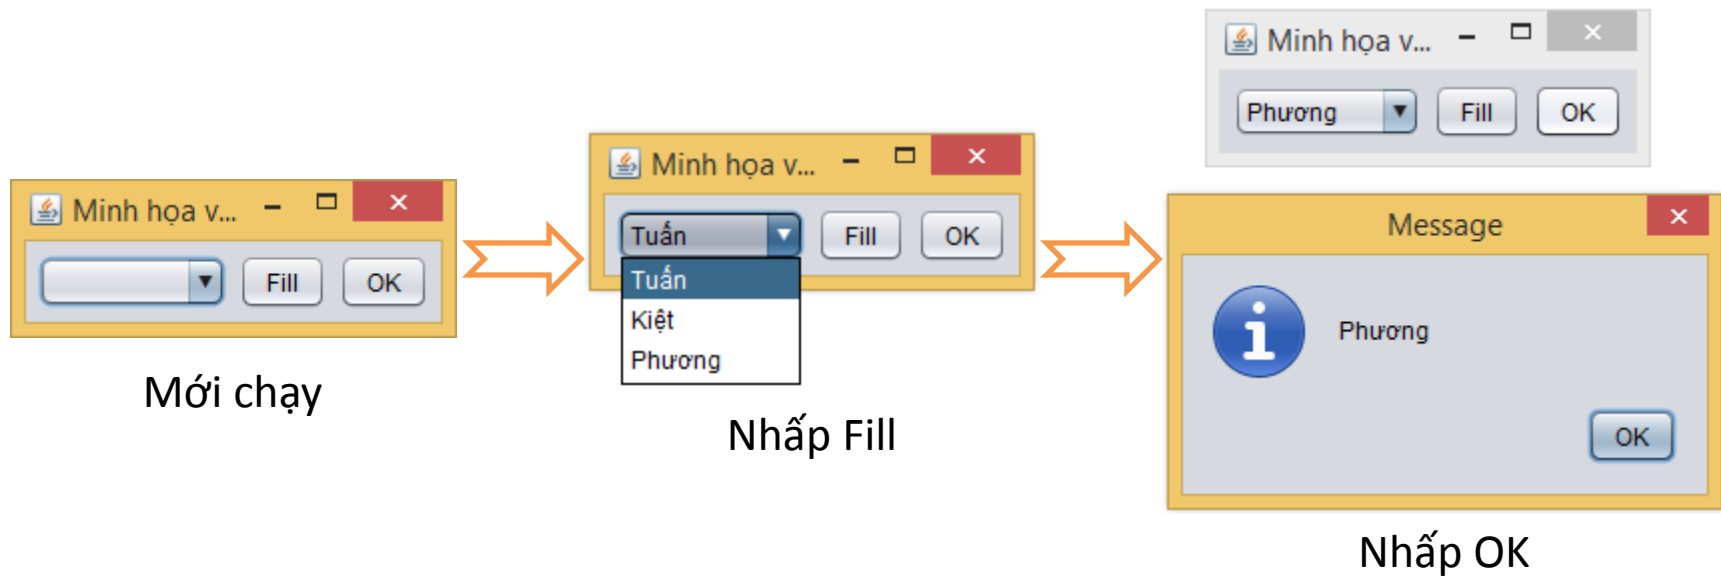 Minh họa v...
Fill
OK
Mới chạy
Minh họa v...
Tuấn
Fill
OK
Tuấn
Kiệt
Phương
Nhấp Fill
Minh họa v...
Phương
Fill
OK
Message
Phương
OK
Nhấp OK